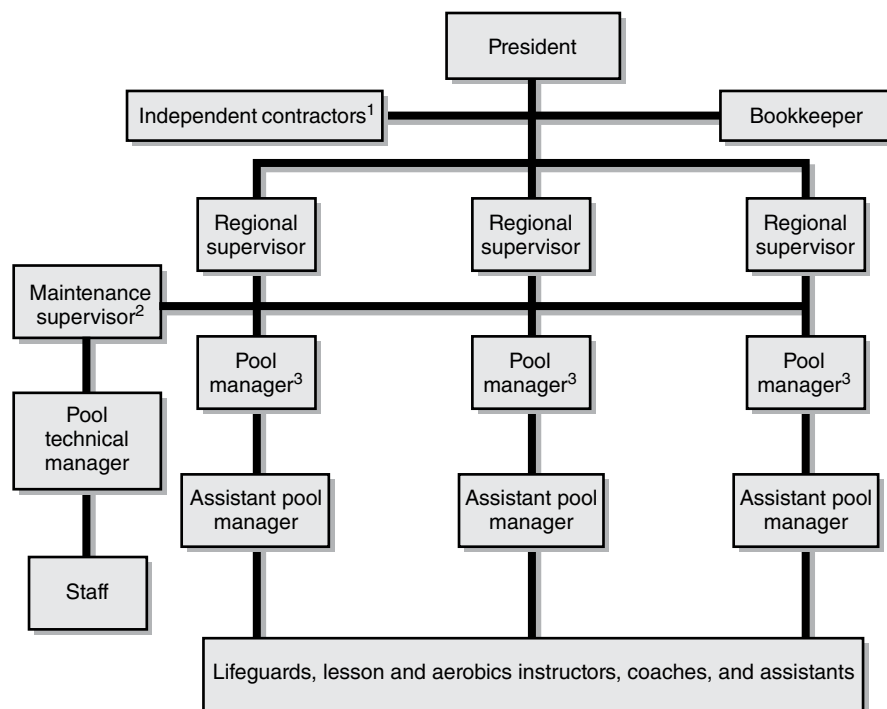 President
Independent contractors¹
Bookkeeper
Regional
supervisor
Regional
supervisor
Regional
supervisor
Maintenance
supervisor²
Pool
manager³
Pool
manager³
Pool
manager³
Pool
technical
manager
Assistant pool
manager
Assistant pool
manager
Assistant pool
manager
Staff
Lifeguards, lesson and aerobics instructors, coaches, and assistants